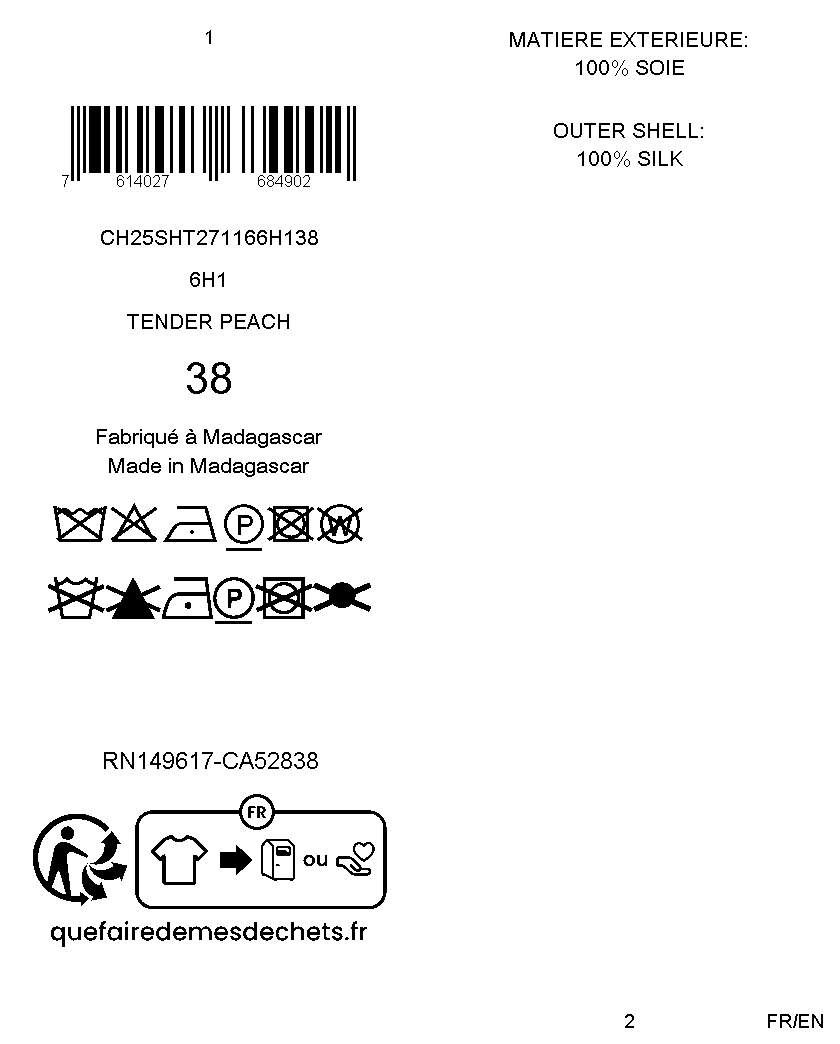 1
7 614027 684902
CH25SHT271166H138
6H1
TENDER PEACH
38
Fabriqué à Madagascar
Made in Madagascar
P W
P
RN149617-CA52838
FR
ou
quefairedemesdechets.fr
MATIERE EXTERIEURE:
100% SOIE
OUTER SHELL:
100% SILK
2
FR/EN